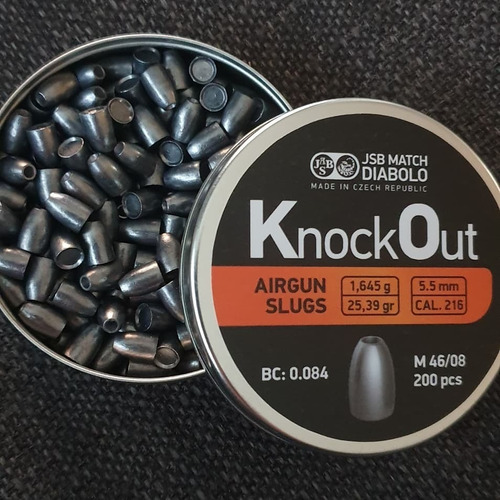 JSB
JSB MATCH
DIABOLO
MADE IN CZECH REPUBLIC
KnockOut
AIRGUN
SLUGS
1,645 g
25,39 gr
5.5 mm
CAL. 216
BC: 0.084
M 46/08
200 pcs